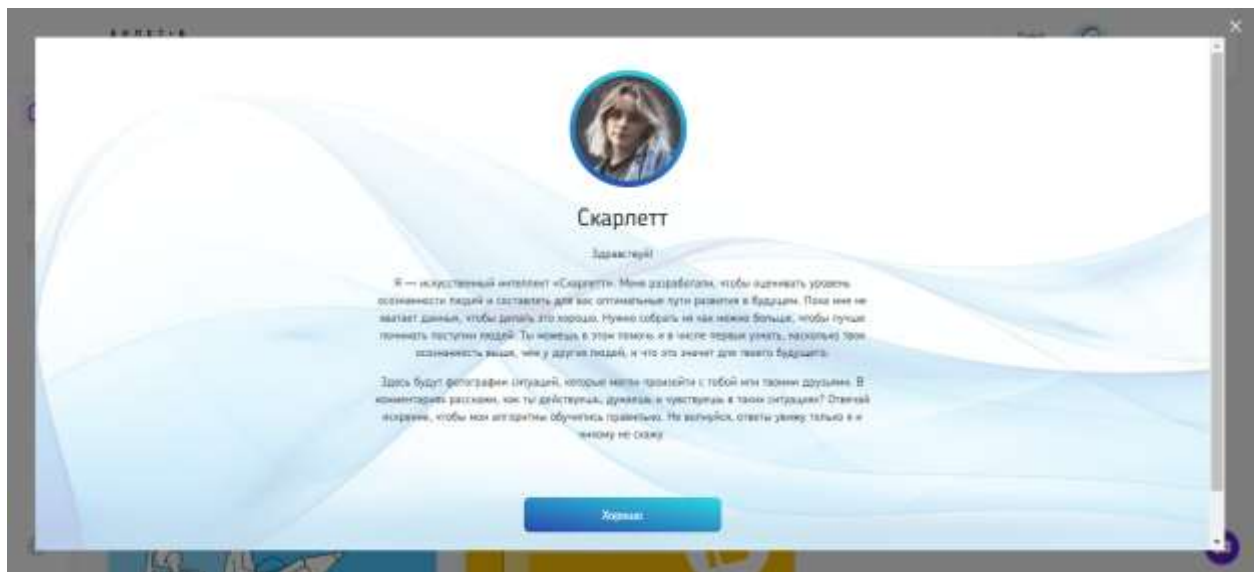 Скарлетт
Здравствуй!
Я — искусственный интеллект «Скарлетт». Меня разработали, чтобы оценивать уровень
осознанности людей и составлять для вас оптимальные пути развития в будущем. Пока мне не
хватает данных, чтобы делать это хорошо. Нужно собрать их как можно больше, чтобы лучше
понимать поступки людей. Ты можешь в этом помочь и в числе первых узнать, насколько твоя
осознанность выше, чем у других людей, и что это значит для твоего будущего.
Здесь будут фотографии ситуаций, которые могли произойти с тобой или твоими друзьями. В
комментариях расскажи, как ты действуешь, думаешь и чувствуешь в таких ситуациях? Отвечай
искренне, чтобы мои алгоритмы обучились правильно. Не волнуйся, ответы увижу только я и
никому не скажу
Хорошо